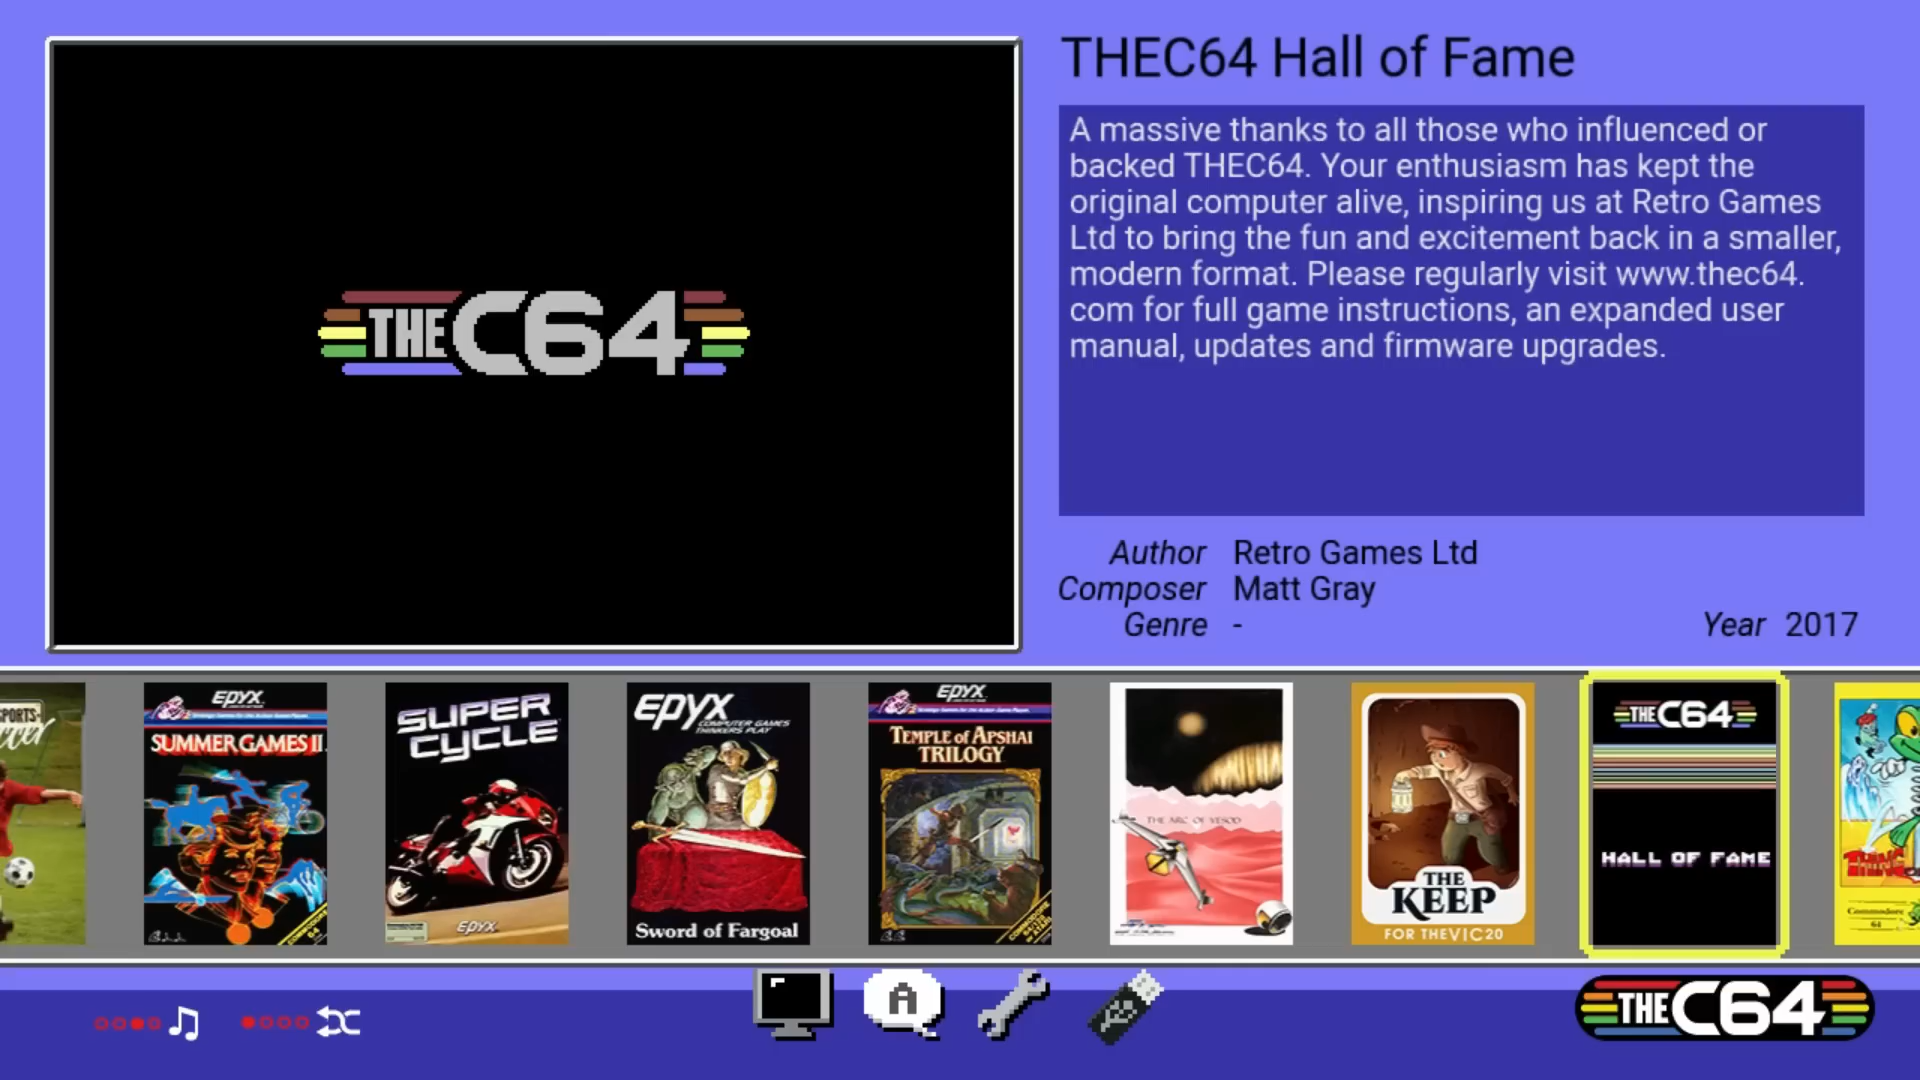 THEC64 Hall of Fame
A massive thanks to all those who influenced or
backed THEC64. Your enthusiasm has kept the
original computer alive, inspiring us at Retro Games
Ltd to bring the fun and excitement back in a smaller,
modern format. Please regularly visit www.thec64.
com for full game instructions, an expanded user
manual, updates and firmware upgrades.
THEC64
Author Retro Games Ltd
Composer Matt Gray
Genre -
Year 2017
EPYX
SUMMER GAMES II
SUPER
CYCLE
EPYX
EPYX
COMPUTER GAMES
THINKERS PLAY
Sword of Fargoal
EPYX
TEMPLE of APSHAI
TRILOGY
THE ARC OF YESOD
THE
KEEP
FOR THEVIC20
THEC64
HALL OF FAME
Commodore
64
A
THEC64